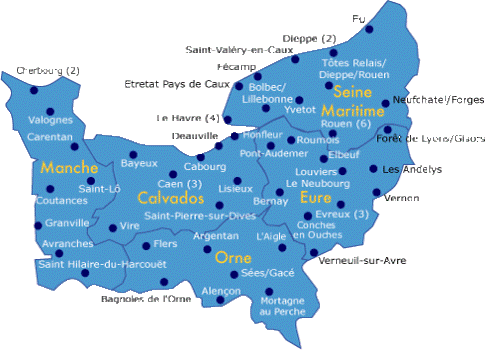 Eu
Dieppe (2)
Saint-Valéry-en-Caux
Fécamp
Cherbourg (2)
Tôtes Relais/
Dieppe/Rouen
Etretat Pays de Caux
Bolbec/
Lillebonne
Seine
Maritime
Yvetot
Neufchatel/Forges
Valognes
Le Havre (4)
Rouen (6)
Carentan
Deauville
Honfleur
Roumois
Forêt de Lyons/Gisors
Pont-Audemer
Elbeuf
Bayeux
Cabourg
Manche
Louviers
Les Andelys
Caen (3)
Lisieux
Le Neubourg
Saint-Lô
Calvados
Coutances
Bernay
Eure
Vernon
Saint-Pierre-sur-Dives
Evreux (3)
Granville
Vire
Conches
en Ouches
Argentan
L'Aigle
Avranches
Flers
Orne
Verneuil-sur-Avre
Saint Hilaire-du-Harcouët
Sées/Gacé
Bagnoles de l'Orne
Alençon
Mortagne
au Perche